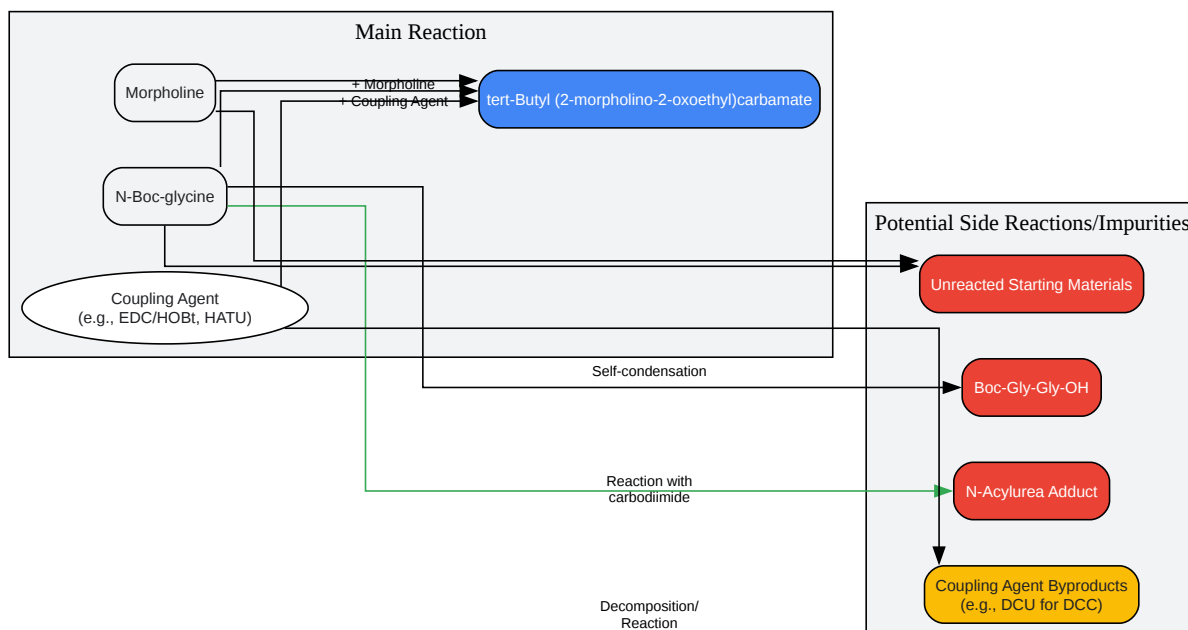 Main Reaction
Morpholine
+ Morpholine
+ Coupling Agent
tert-Butyl (2-morpholino-2-oxoethyl)carbamate
N-Boc-glycine
Coupling Agent
(e.g., EDC/HOBt, HATU)
Potential Side Reactions/Impurities
Unreacted Starting Materials
Self-condensation
Boc-Gly-Gly-OH
Reaction with
carbodiimide
N-Acylurea Adduct
Coupling Agent Byproducts
(e.g., DCU for DCC)
Decomposition/
Reaction